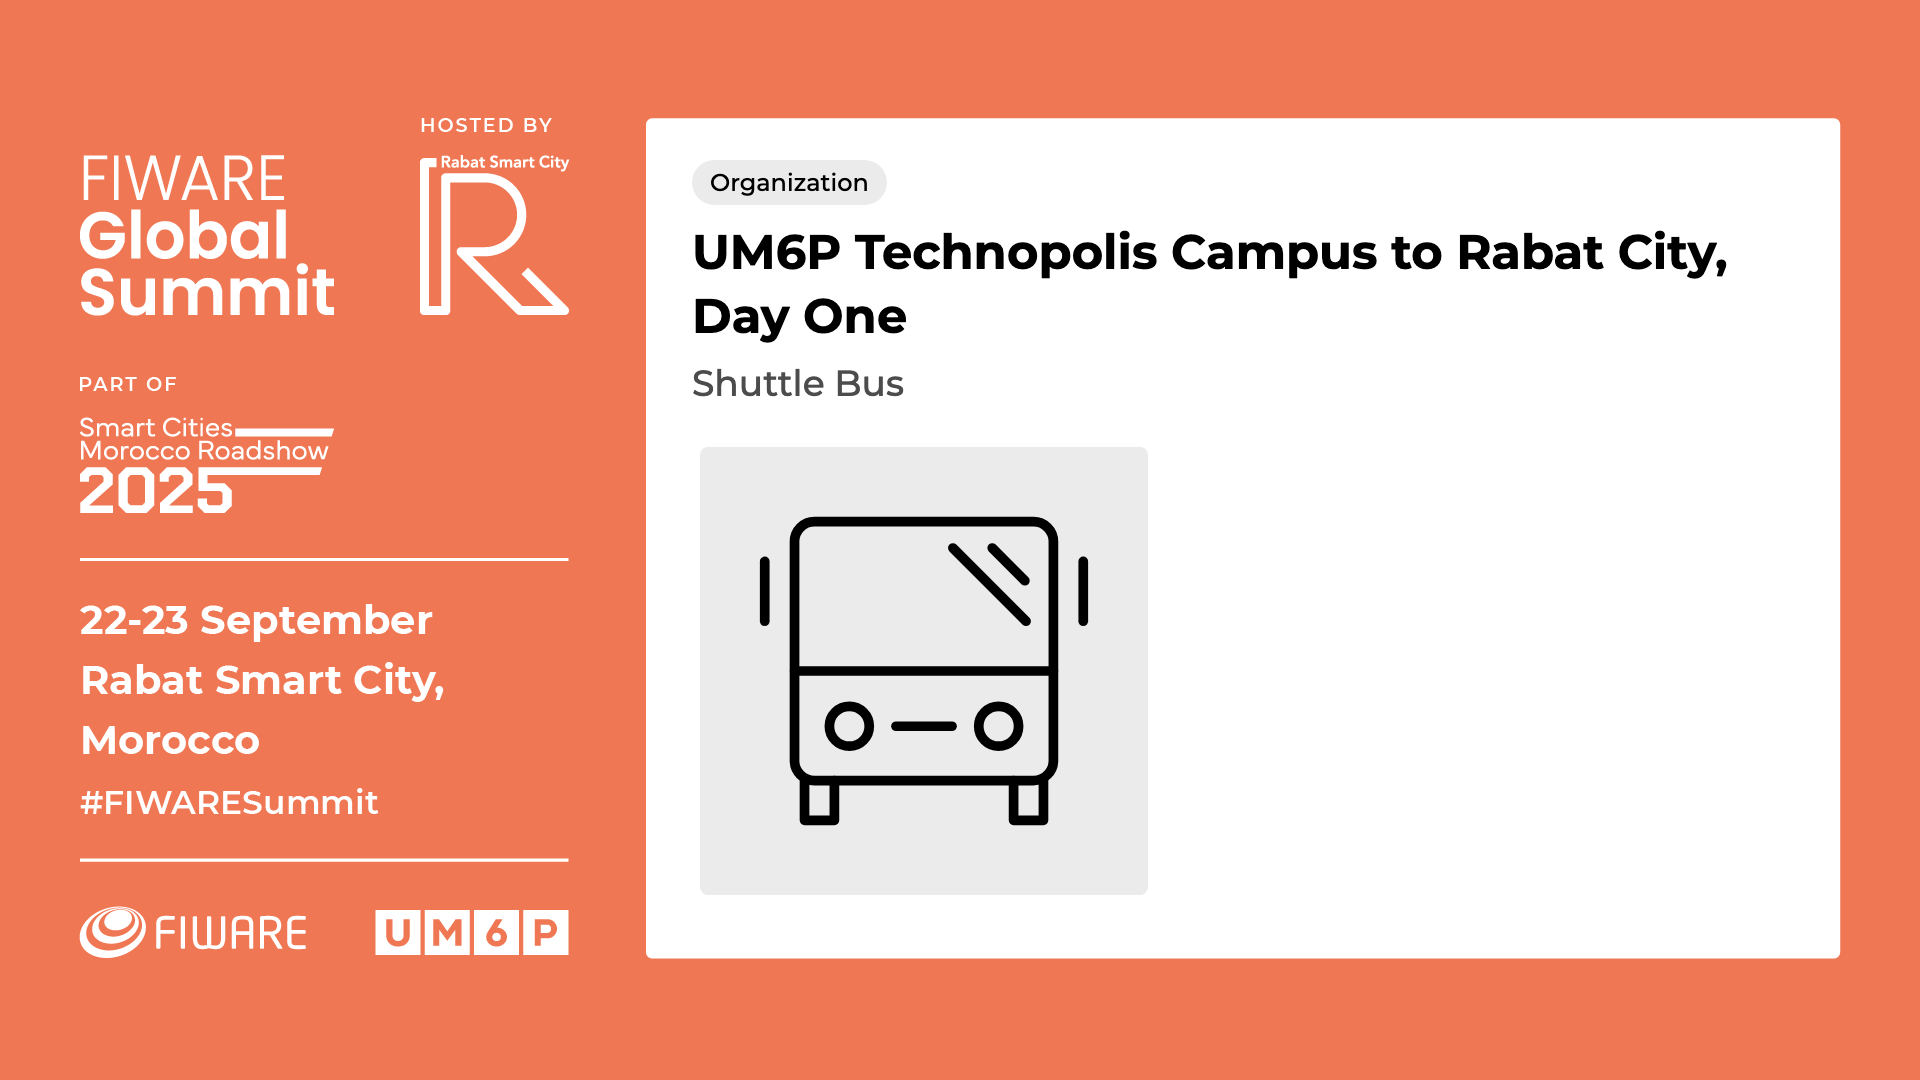 FIWARE
Global
Summit
HOSTED BY
Rabat Smart City
PART OF
Smart Cities
Morocco Roadshow
2025
22-23 September
Rabat Smart City,
Morocco
#FIWARESummit
FIWARE
UM6P
Organization
UM6P Technopolis Campus to Rabat City,
Day One
Shuttle Bus